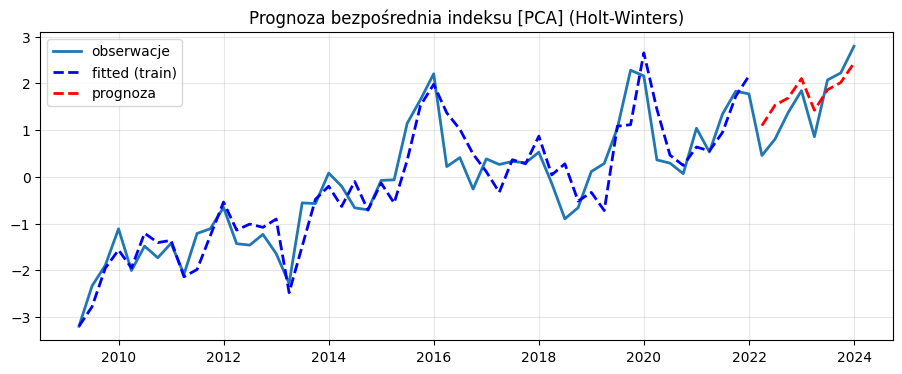 Prognoza bezpośrednia indeksu [PCA] (Holt-Winters)
obserwacje
fitted (train)
prognoza
3
2
1
0
−1
−2
−3
2010 2012 2014 2016 2018 2020 2022 2024